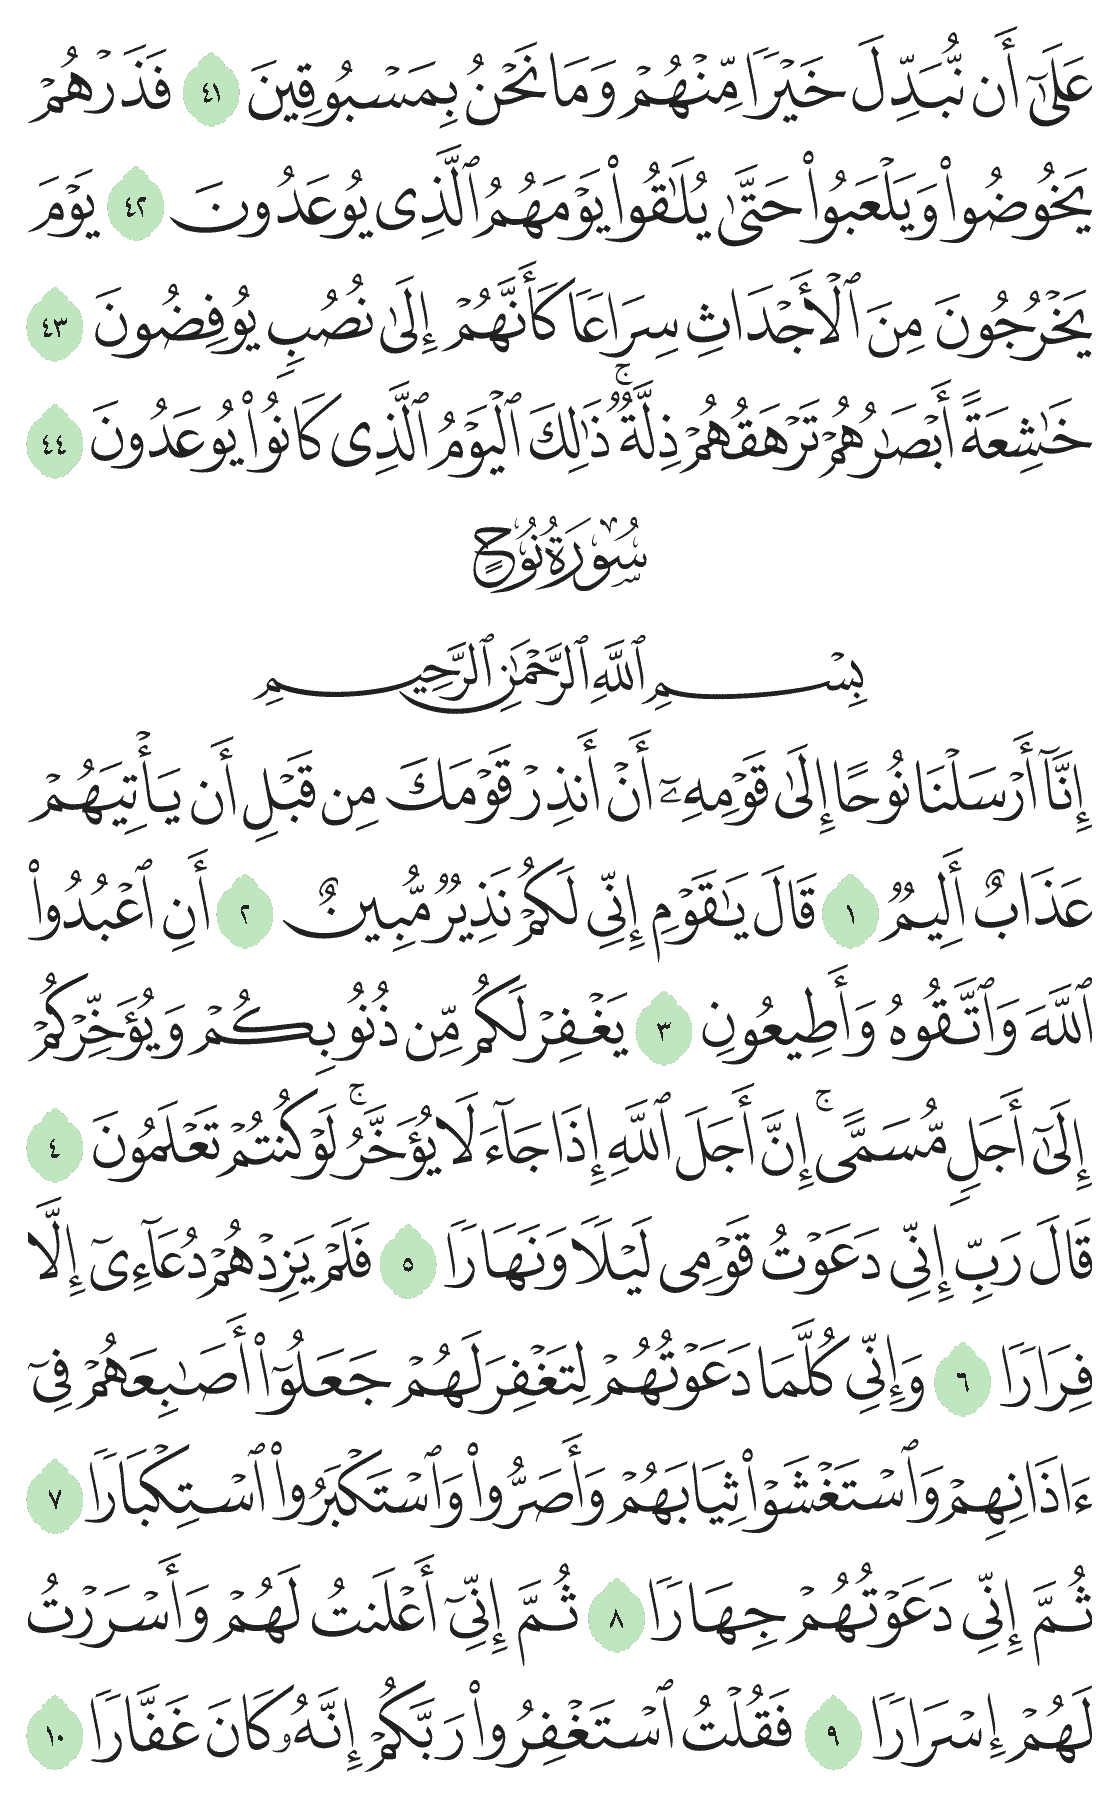 عَلَىٰٓ أَن نُّبَدِّلَ خَيْرًا مِّنْهُمْ وَمَا نَحْنُ بِمَسْبُوقِينَ ٤١ فَذَرْهُمْ
يَخُوضُوا۟ وَيَلْعَبُوا۟ حَتَّىٰ يُلَـٰقُوا۟ يَوْمَهُمُ ٱلَّذِى يُوعَدُونَ ٤٢ يَوْمَ
يَخْرُجُونَ مِنَ ٱلْأَجْدَاثِ سِرَاعًا كَأَنَّهُمْ إِلَىٰ نُصُبٍ يُوفِضُونَ ٤٣
خَـٰشِعَةً أَبْصَـٰرُهُمْ تَرْهَقُهُمْ ذِلَّةٌ ۚ ذَٰلِكَ ٱلْيَوْمُ ٱلَّذِى كَانُوا۟ يُوعَدُونَ ٤٤
سُورَةُ نُوحٍ
بِسْمِ ٱللَّهِ ٱلرَّحْمَـٰنِ ٱلرَّحِيمِ
إِنَّآ أَرْسَلْنَا نُوحًا إِلَىٰ قَوْمِهِۦٓ أَنْ أَنذِرْ قَوْمَكَ مِن قَبْلِ أَن يَأْتِيَهُمْ
عَذَابٌ أَلِيمٌ ١ قَالَ يَـٰقَوْمِ إِنِّى لَكُمْ نَذِيرٌ مُّبِينٌ ٢ أَنِ ٱعْبُدُوا۟
ٱللَّهَ وَٱتَّقُوهُ وَأَطِيعُونِ ٣ يَغْفِرْ لَكُم مِّن ذُنُوبِكُمْ وَيُؤَخِّرْكُمْ
إِلَىٰٓ أَجَلٍ مُّسَمًّى ۚ إِنَّ أَجَلَ ٱللَّهِ إِذَا جَآءَ لَا يُؤَخَّرُ ۚ لَوْ كُنتُمْ تَعْلَمُونَ ٤
قَالَ رَبِّ إِنِّى دَعَوْتُ قَوْمِى لَيْلًا وَنَهَارًا ٥ فَلَمْ يَزِدْهُمْ دُعَآءِىٓ إِلَّا
فِرَارًا ٦ وَإِنِّى كُلَّمَا دَعَوْتُهُمْ لِتَغْفِرَ لَهُمْ جَعَلُوٓا۟ أَصَـٰبِعَهُمْ فِىٓ
ءَاذَانِهِمْ وَٱسْتَغْشَوْا۟ ثِيَابَهُمْ وَأَصَرُّوا۟ وَٱسْتَكْبَرُوا۟ ٱسْتِكْبَارًا ٧
ثُمَّ إِنِّى دَعَوْتُهُمْ جِهَارًا ٨ ثُمَّ إِنِّىٓ أَعْلَنتُ لَهُمْ وَأَسْرَرْتُ
لَهُمْ إِسْرَارًا ٩ فَقُلْتُ ٱسْتَغْفِرُوا۟ رَبَّكُمْ إِنَّهُۥ كَانَ غَفَّارًا ١٠